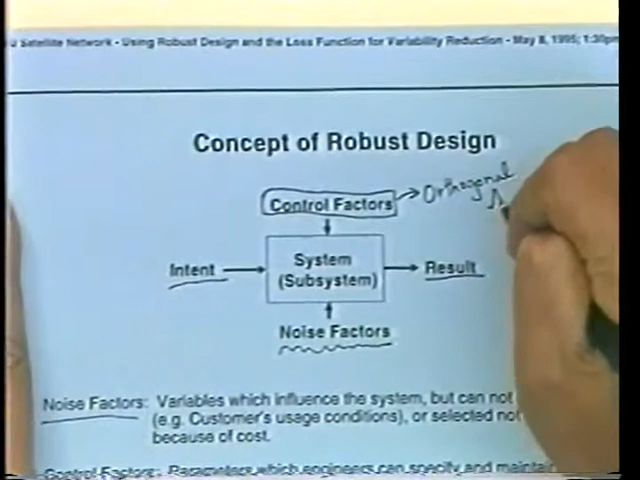 Satellite Network - Using Robust Design and the Loss Function for Variability Reduction - May 8, 1995; 1:30pm
Concept of Robust Design
Control Factors → Orthogonal
System
(Subsystem)
Intent
Result
Noise Factors
Noise Factors: Variables which influence the system, but can not
(e.g. Customer's usage conditions), or selected not
because of cost.
Control Factors: Parameters which engineers can specify and maintain